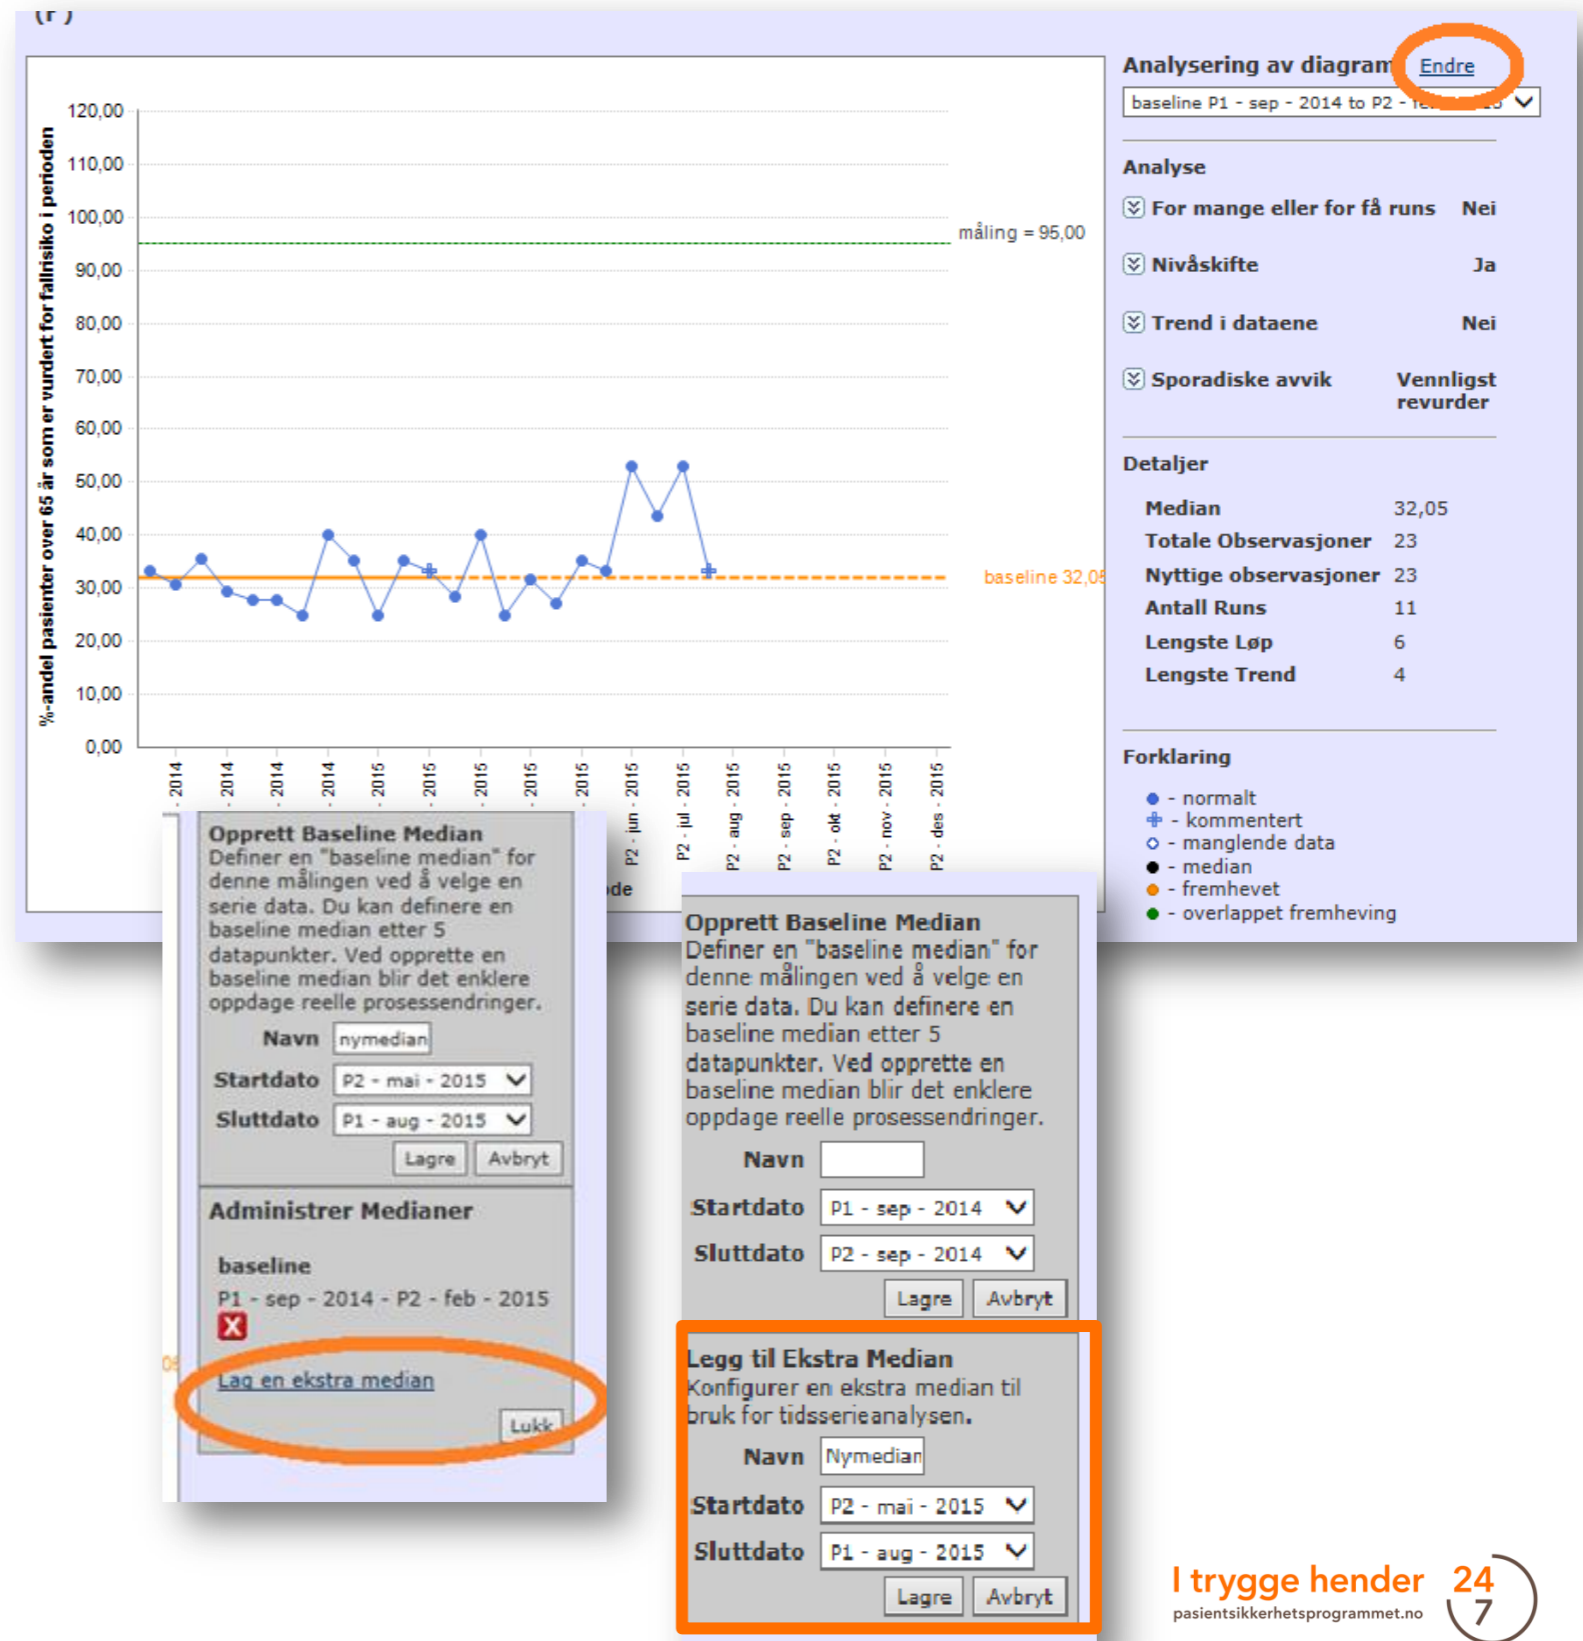 (P)
Analysering av diagram Endre
baseline P1 - sep - 2014 to P2 -
%-andel pasienter over 65 år som er vurdert for fallrisiko i perioden
120,00
110,00
100,00
90,00
80,00
70,00
60,00
50,00
40,00
30,00
20,00
10,00
0,00
måling = 95,00
baseline 32,05
- 2014
- 2014
- 2014
- 2014
- 2015
- 2015
- 2015
- 2015
- 2015
P2 - jun - 2015
P2 - jul - 2015
P2 - aug - 2015
P2 - sep - 2015
P2 - okt - 2015
P2 - nov - 2015
P2 - des - 2015
de
Analyse
For mange eller for få runs Nei
Nivåskifte Ja
Trend i dataene Nei
Sporadiske avvik Vennligst
revurder
Detaljer
Median 32,05
Totale Observasjoner 23
Nyttige observasjoner 23
Antall Runs 11
Lengste Løp 6
Lengste Trend 4
Forklaring
- normalt
- kommentert
- manglende data
- median
- fremhevet
- overlappet fremheving
Opprett Baseline Median
Definer en "baseline median" for
denne målingen ved å velge en
serie data. Du kan definere en
baseline median etter 5
datapunkter. Ved opprette en
baseline median blir det enklere
oppdage reelle prosessendringer.
Navn nymedian
Startdato P2 - mai - 2015
Sluttdato P1 - aug - 2015
Lagre Avbryt
Administrer Medianer
baseline
P1 - sep - 2014 - P2 - feb - 2015
X
Lag en ekstra median
Lukk
Opprett Baseline Median
Definer en "baseline median" for
denne målingen ved å velge en
serie data. Du kan definere en
baseline median etter 5
datapunkter. Ved opprette en
baseline median blir det enklere
oppdage reelle prosessendringer.
Navn
Startdato P1 - sep - 2014
Sluttdato P2 - sep - 2014
Lagre Avbryt
Legg til Ekstra Median
Konfigurer en ekstra median til
bruk for tidsserieanalysen.
Navn Nymedian
Startdato P2 - mai - 2015
Sluttdato P1 - aug - 2015
Lagre Avbryt
I trygge hender 24
pasientsikkerhetsprogrammet.no 7